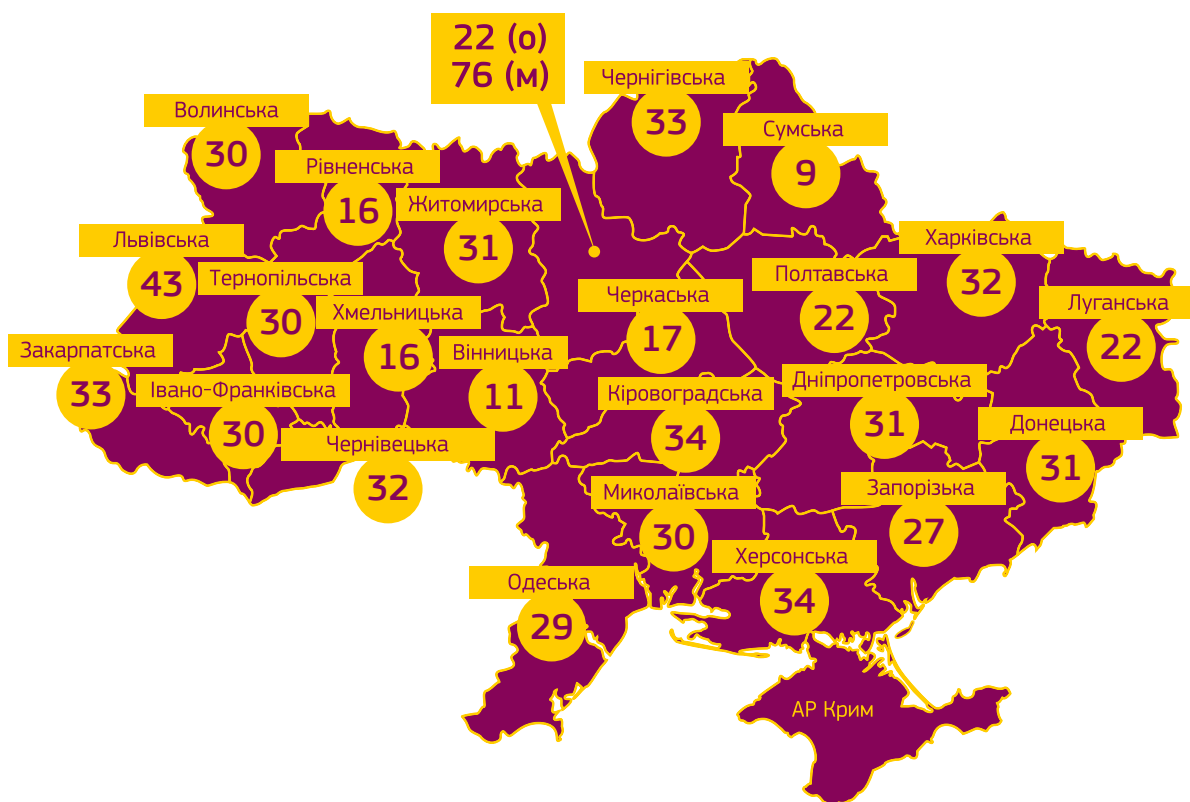 22 (о)
76 (м)
Чернігівська
33
Волинська
30
Сумська
9
Рівненська
16
Житомирська
31
Львівська
43
Харківська
32
Тернопільська
30
Полтавська
22
Черкаська
17
Луганська
22
Хмельницька
16
Закарпатська
33
Вінницька
11
Івано-Франківська
30
Дніпропетровська
31
Кіровоградська
34
Донецька
31
Чернівецька
32
Запорізька
27
Миколаївська
30
Херсонська
34
Одеська
29
АР Крим